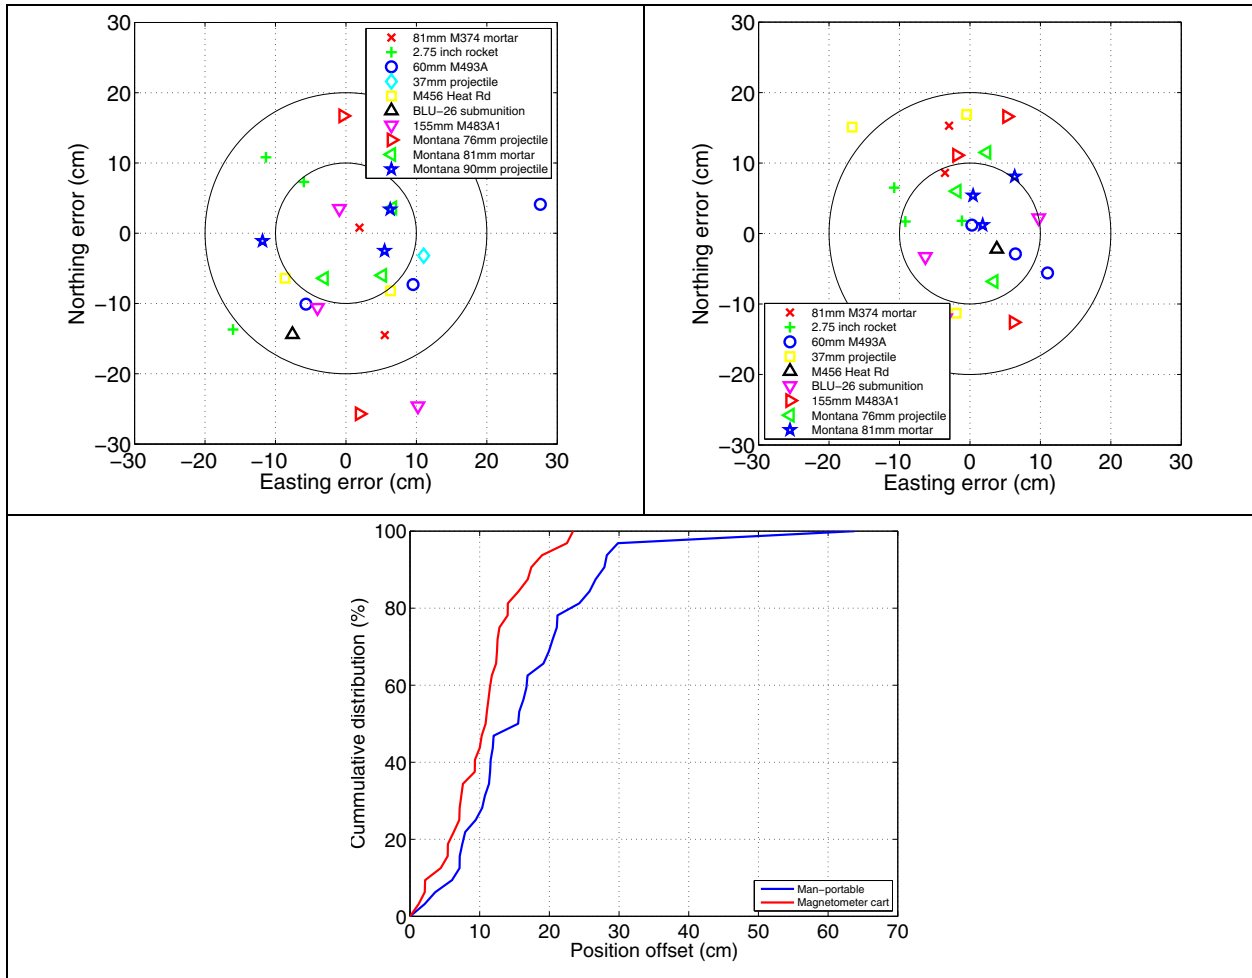 30
20
10
0
−10
−20
−30
−30
−20
−10
0
10
20
30
Northing error (cm)
Easting error (cm)
81mm M374 mortar
2.75 inch rocket
60mm M493A
37mm projectile
M456 Heat Rd
BLU−26 submunition
155mm M483A1
Montana 76mm projectile
Montana 81mm mortar
Montana 90mm projectile
30
20
10
0
−10
−20
−30
−30
−20
−10
0
10
20
30
Northing error (cm)
Easting error (cm)
81mm M374 mortar
2.75 inch rocket
60mm M493A
37mm projectile
M456 Heat Rd
BLU−26 submunition
155mm M483A1
Montana 76mm projectile
Montana 81mm mortar
100
80
60
40
20
0
0
10
20
30
40
50
60
70
Cummulative distribution (%)
Position offset (cm)
Man−portable
Magnetometer cart